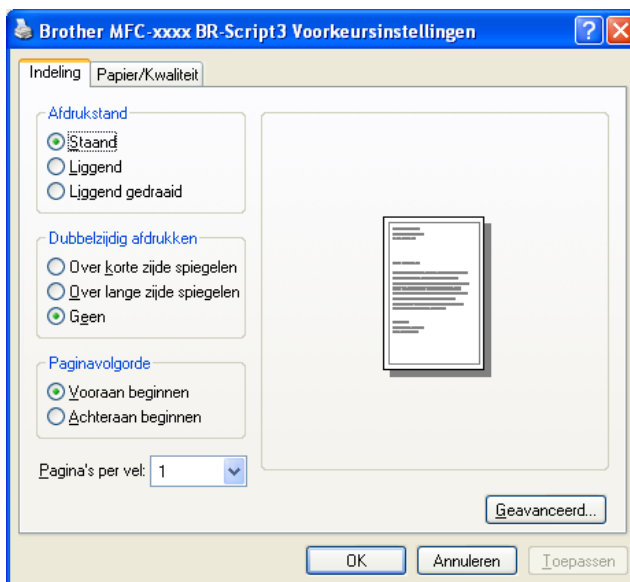 Brother MFC-xxxx BR-Script3 Voorkeursinstellingen
Indeling
Papier/Kwaliteit
Afdrukstand
Staand
Liggend
Liggend gedraaid
Dubbelzijdig afdrukken
Over korte zijde spiegelen
Over lange zijde spiegelen
Geen
Paginavolgorde
Vooraan beginnen
Achteraan beginnen
Pagina's per vel: 1
Geavanceerd...
OK
Annuleren
Toepassen